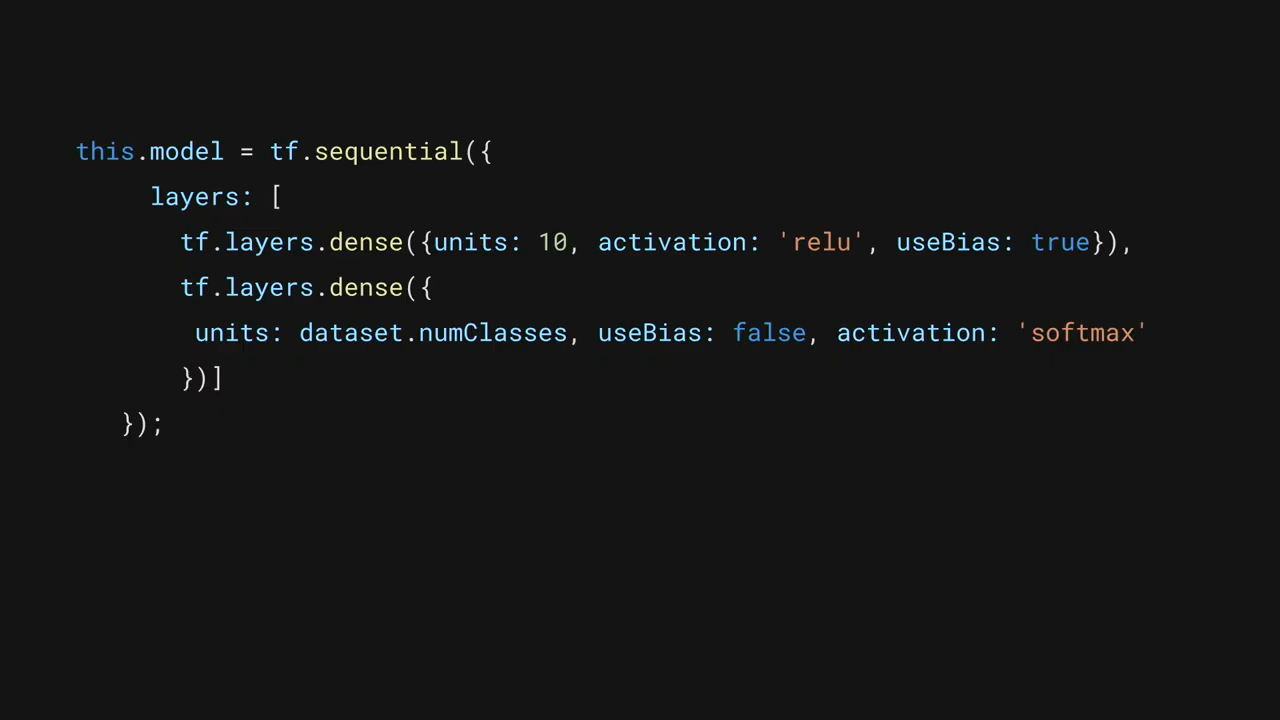 this.model = tf.sequential({
layers: [
tf.layers.dense({units: 10, activation: 'relu', useBias: true}),
tf.layers.dense({
units: dataset.numClasses, useBias: false, activation: 'softmax'
})]
});